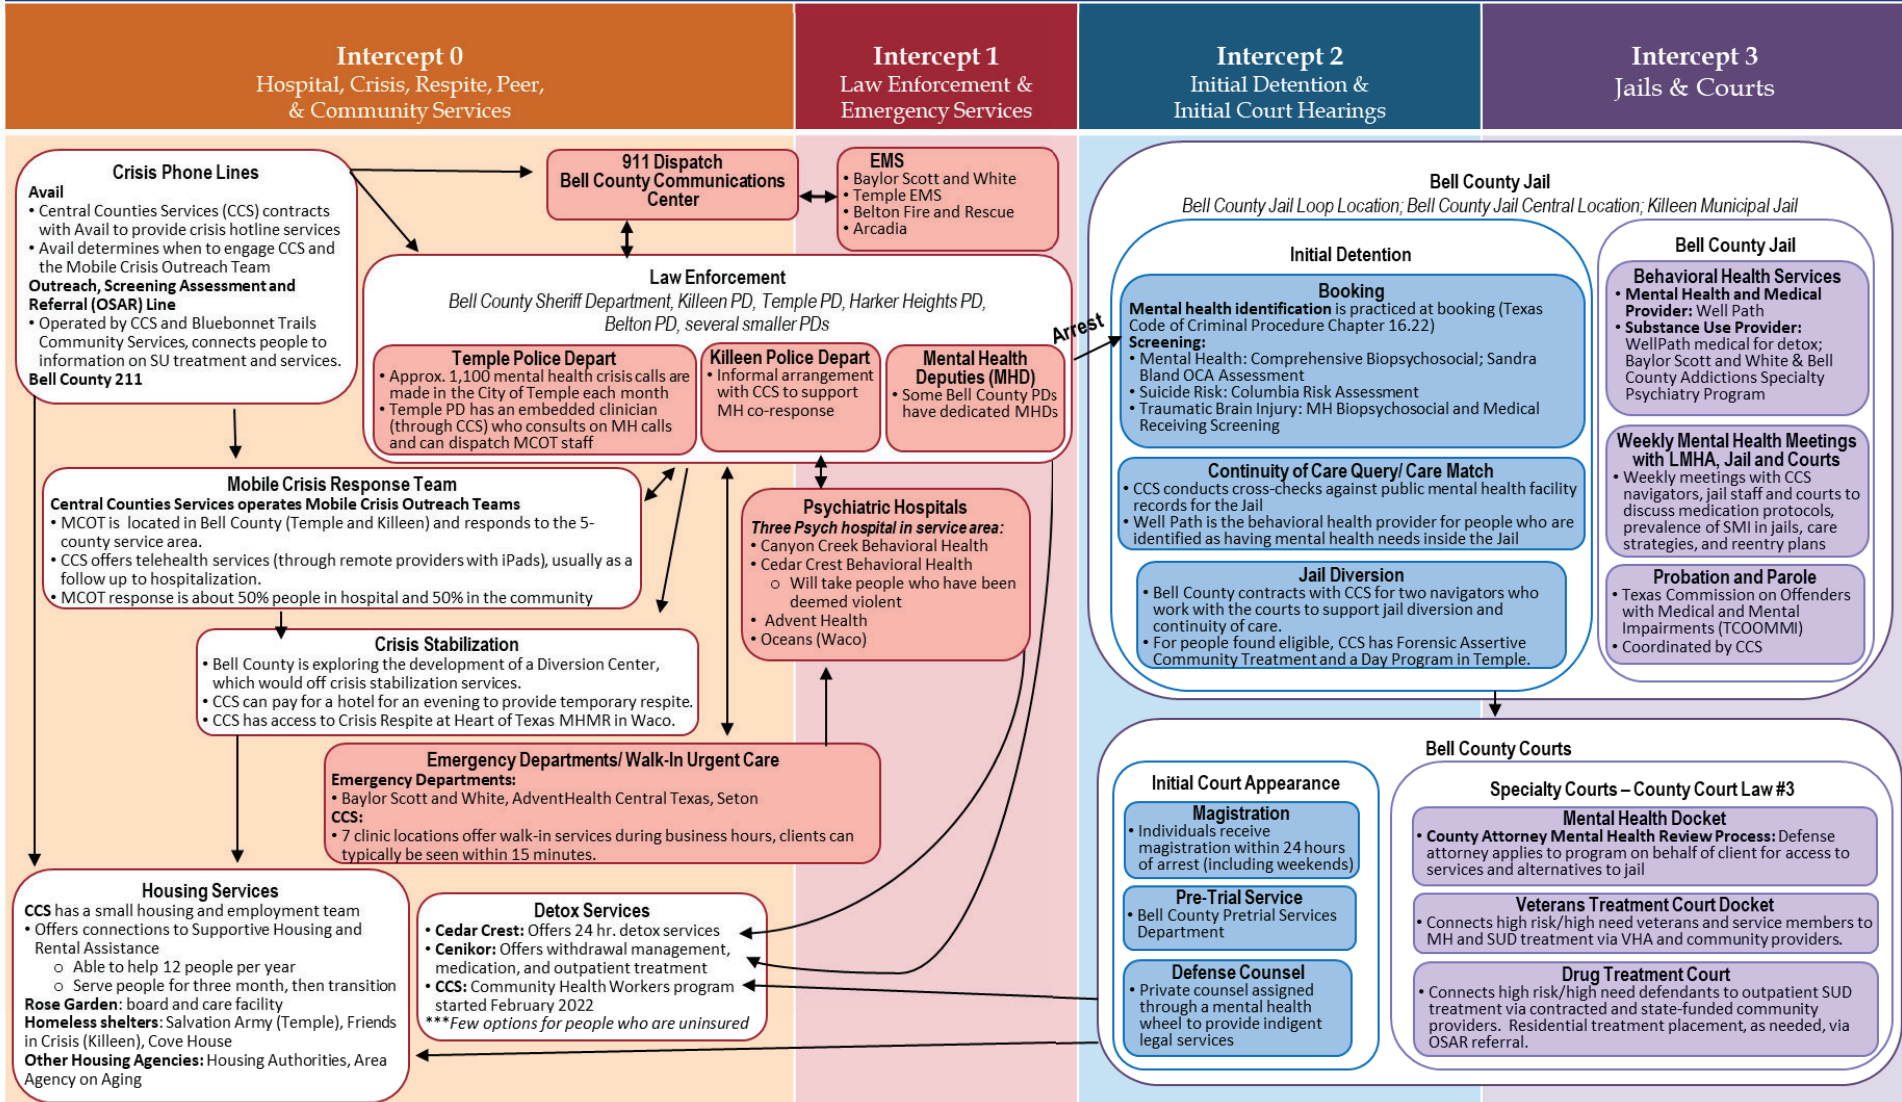 Intercept 0
Hospital, Crisis, Respite, Peer,
& Community Services
Intercept 1
Law Enforcement &
Emergency Services
Intercept 2
Initial Detention &
Initial Court Hearings
Intercept 3
Jails & Courts
Crisis Phone Lines
Avail
• Central Counties Services (CCS) contracts
with Avail to provide crisis hotline services
• Avail determines when to engage CCS and
the Mobile Crisis Outreach Team
Outreach, Screening Assessment and
Referral (OSAR) Line
• Operated by CCS and Bluebonnet Trails
Community Services, connects people to
information on SU treatment and services.
Bell County 211
911 Dispatch
Bell County Communications
Center
EMS
• Baylor Scott and White
• Temple EMS
• Belton Fire and Rescue
• Arcadia
Law Enforcement
Bell County Sheriff Department, Killeen PD, Temple PD, Harker Heights PD,
Belton PD, several smaller PDs
Temple Police Depart
• Approx. 1,100 mental health crisis calls are
made in the City of Temple each month
• Temple PD has an embedded clinician
(through CCS) who consults on MH calls
and can dispatch MCOT staff
Killeen Police Depart
• Informal arrangement
with CCS to support
MH co-response
Mental Health
Deputies (MHD)
• Some Bell County PDs
have dedicated MHDs
Arrest
Mobile Crisis Response Team
Central Counties Services operates Mobile Crisis Outreach Teams
• MCOT is located in Bell County (Temple and Killeen) and responds to the 5-
county service area.
• CCS offers telehealth services (through remote providers with iPads), usually as a
follow up to hospitalization.
• MCOT response is about 50% people in hospital and 50% in the community
Psychiatric Hospitals
Three Psych hospital in service area:
• Canyon Creek Behavioral Health
• Cedar Crest Behavioral Health
o Will take people who have been
deemed violent
• Advent Health
• Oceans (Waco)
Crisis Stabilization
• Bell County is exploring the development of a Diversion Center,
which would off crisis stabilization services.
• CCS can pay for a hotel for an evening to provide temporary respite.
• CCS has access to Crisis Respite at Heart of Texas MHMR in Waco.
Emergency Departments/ Walk-In Urgent Care
Emergency Departments:
• Baylor Scott and White, AdventHealth Central Texas, Seton
CCS:
• 7 clinic locations offer walk-in services during business hours, clients can
typically be seen within 15 minutes.
Housing Services
CCS has a small housing and employment team
• Offers connections to Supportive Housing and
Rental Assistance
o Able to help 12 people per year
o Serve people for three month, then transition
Rose Garden: board and care facility
Homeless shelters: Salvation Army (Temple), Friends
in Crisis (Killeen), Cove House
Other Housing Agencies: Housing Authorities, Area
Agency on Aging
Detox Services
• Cedar Crest: Offers 24 hr. detox services
• Cenikor: Offers withdrawal management,
medication, and outpatient treatment
• CCS: Community Health Workers program
started February 2022
***Few options for people who are uninsured
Bell County Jail
Bell County Jail Loop Location; Bell County Jail Central Location; Killeen Municipal Jail
Initial Detention
Booking
Mental health identification is practiced at booking (Texas
Code of Criminal Procedure Chapter 16.22)
Screening:
• Mental Health: Comprehensive Biopsychosocial; Sandra
Bland OCA Assessment
• Suicide Risk: Columbia Risk Assessment
• Traumatic Brain Injury: MH Biopsychosocial and Medical
Receiving Screening
Continuity of Care Query/ Care Match
• CCS conducts cross-checks against public mental health facility
records for the Jail
• Well Path is the behavioral health provider for people who are
identified as having mental health needs inside the Jail
Jail Diversion
• Bell County contracts with CCS for two navigators who
work with the courts to support jail diversion and
continuity of care.
• For people found eligible, CCS has Forensic Assertive
Community Treatment and a Day Program in Temple.
Bell County Jail
Behavioral Health Services
• Mental Health and Medical
Provider: Well Path
• Substance Use Provider:
WellPath medical for detox;
Baylor Scott and White & Bell
County Addictions Specialty
Psychiatry Program
Weekly Mental Health Meetings
with LMHA, Jail and Courts
• Weekly meetings with CCS
navigators, jail staff and courts to
discuss medication protocols,
prevalence of SMI in jails, care
strategies, and reentry plans
Probation and Parole
• Texas Commission on Offenders
with Medical and Mental
Impairments (TCOOMMI)
• Coordinated by CCS
Bell County Courts
Initial Court Appearance
Magistration
• Individuals receive
magistration within 24 hours
of arrest (including weekends)
Pre-Trial Service
• Bell County Pretrial Services
Department
Defense Counsel
• Private counsel assigned
through a mental health
wheel to provide indigent
legal services
Specialty Courts – County Court Law #3
Mental Health Docket
• County Attorney Mental Health Review Process: Defense
attorney applies to program on behalf of client for access to
services and alternatives to jail
Veterans Treatment Court Docket
• Connects high risk/high need veterans and service members to
MH and SUD treatment via VHA and community providers.
Drug Treatment Court
• Connects high risk/high need defendants to outpatient SUD
treatment via contracted and state-funded community
providers. Residential treatment placement, as needed, via
OSAR referral.